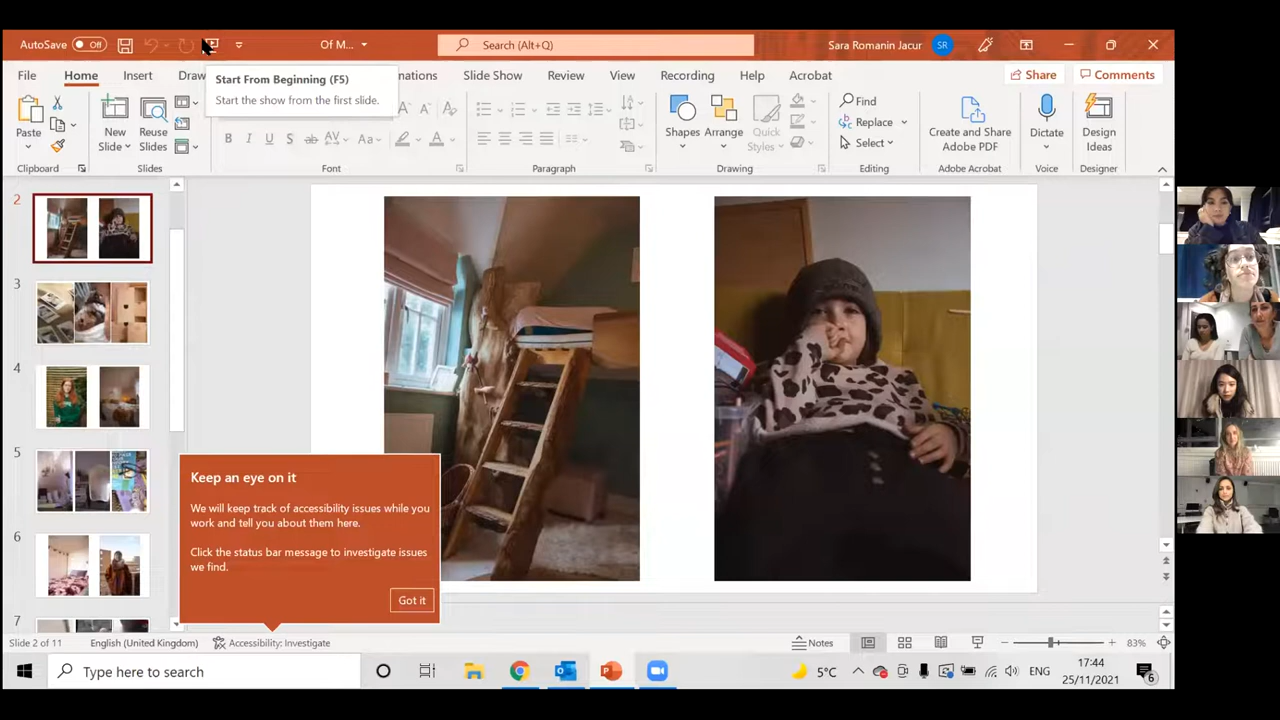 AutoSave Off Of M... Search (Alt+Q) Sara Romanin Jacur SR
File Home Insert Draw mations Slide Show Review View Recording Help Acrobat Share Comments
Start From Beginning (F5)
Start the show from the first slide.
Paste
New Slide
Reuse Slides
B I U S ab AV Aa A
Shapes Arrange Quick Styles
Find
Replace
Select
Create and Share Adobe PDF
Dictate
Design Ideas
Clipboard Slides Font Paragraph Drawing Editing Adobe Acrobat Voice Designer
2
3
4
5
6
7
Keep an eye on it
We will keep track of accessibility issues while you
work and tell you about them here.
Click the status bar message to investigate issues
we find.
Got it
Slide 2 of 11 English (United Kingdom) Accessibility: Investigate Notes 83%
Type here to search 5°C ENG 17:44
25/11/2021 6